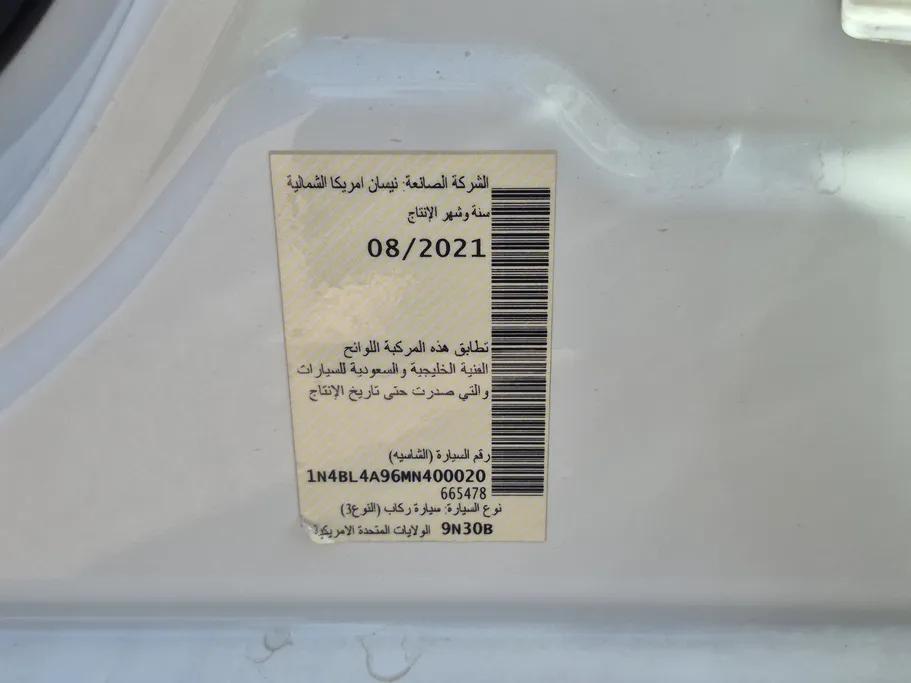 الشركة الصانعة: نيسان امريكا الشمالية
سنة وشهر الإنتاج
08/2021
تطابق هذه المركبة اللوائح
الفنية الخليجية والسعودية للسيارات
والتي صدرت حتى تاريخ الإنتاج
رقم السيارة (الشاسيه)
1N4BL4A96MN400020
665478
نوع السيارة: سيارة ركاب (النوع3)
9N30B الولايات المتحدة الامريكية